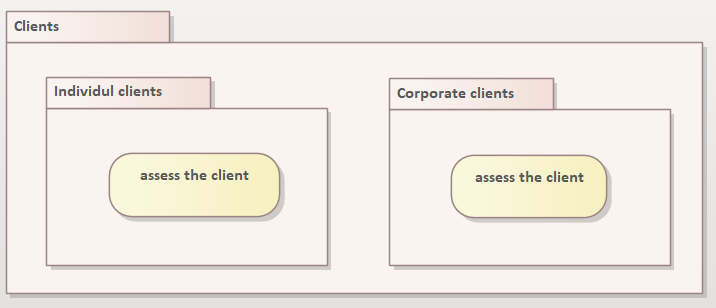 Clients
Individul clients
Corporate clients
assess the client
assess the client